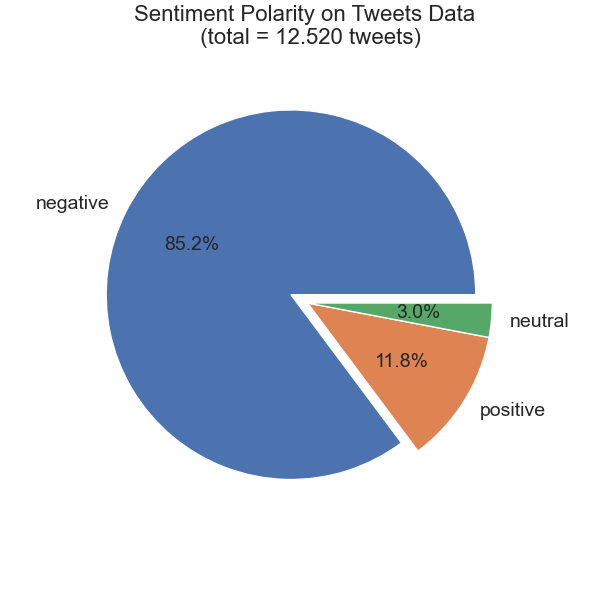 Sentiment Polarity on Tweets Data
(total = 12.520 tweets)
negative
85.2%
3.0%
neutral
11.8%
positive